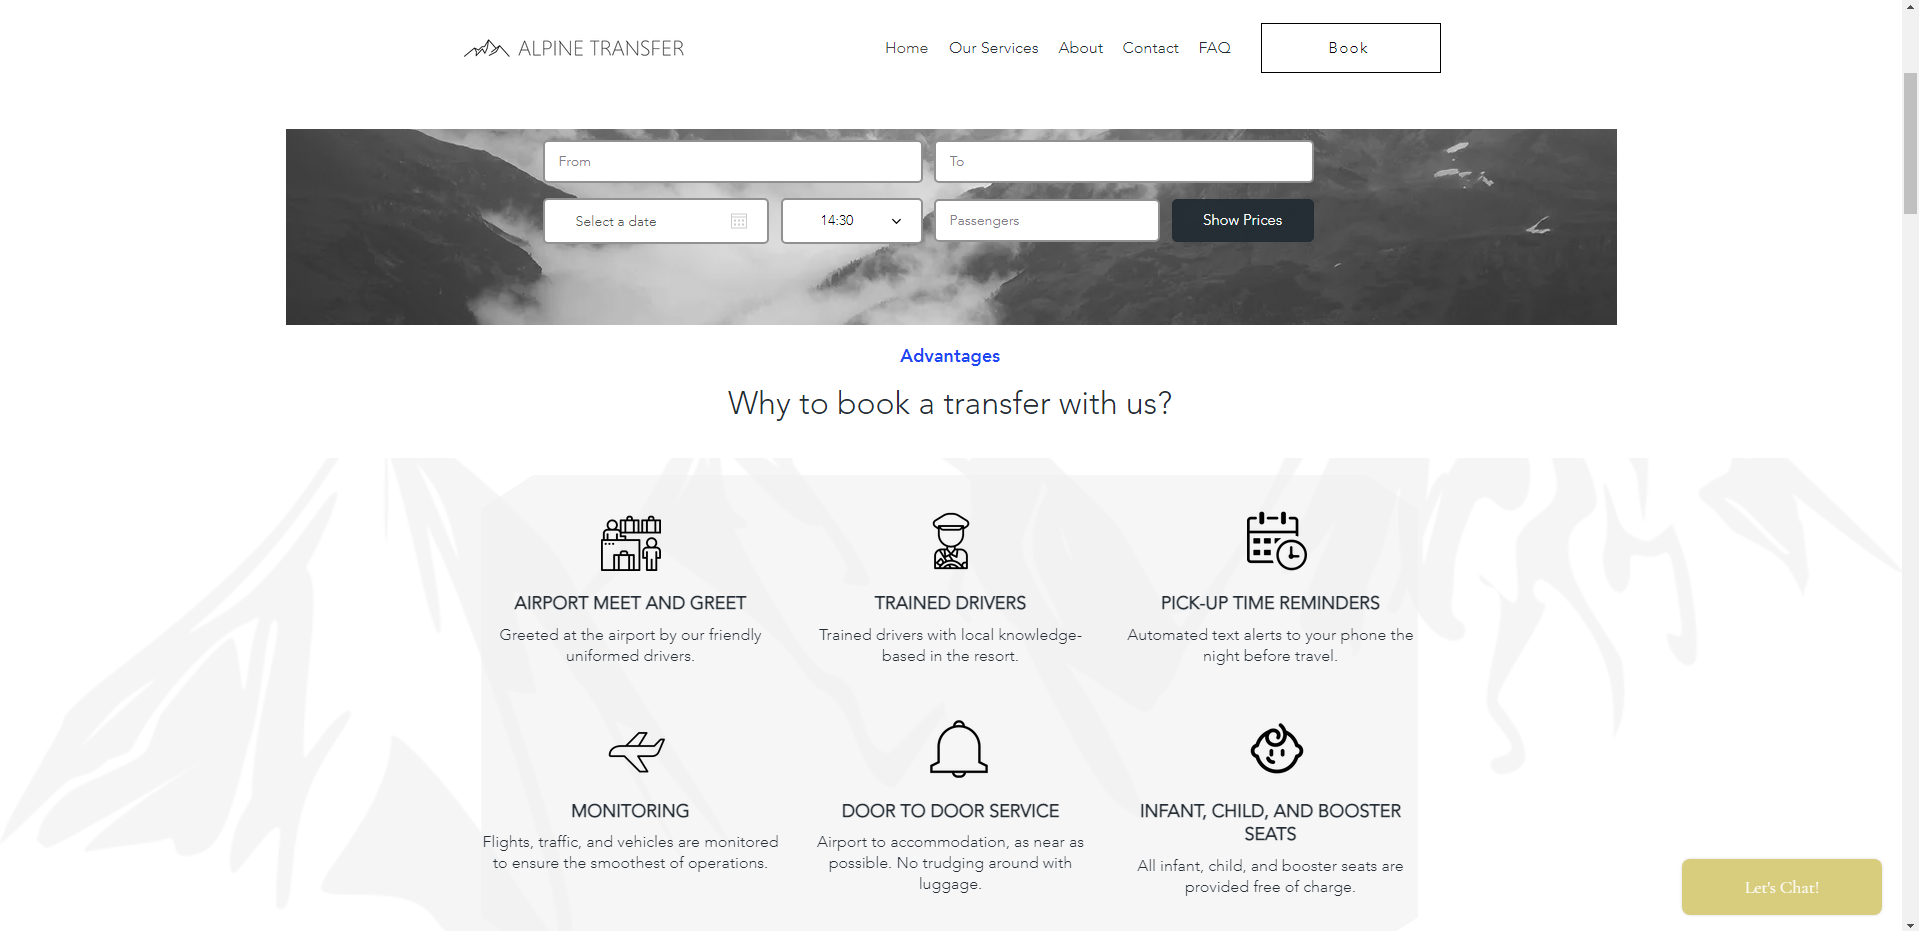 ALPINE TRANSFER
Home Our Services About Contact FAQ Book
From To
Select a date 14:30 Passengers Show Prices
Advantages
Why to book a transfer with us?
AIRPORT MEET AND GREET
Greeted at the airport by our friendly
uniformed drivers.
TRAINED DRIVERS
Trained drivers with local knowledge-
based in the resort.
PICK-UP TIME REMINDERS
Automated text alerts to your phone the
night before travel.
MONITORING
Flights, traffic, and vehicles are monitored
to ensure the smoothest of operations.
DOOR TO DOOR SERVICE
Airport to accommodation, as near as
possible. No trudging around with
luggage.
INFANT, CHILD, AND BOOSTER
SEATS
All infant, child, and booster seats are
provided free of charge.
Let's Chat!